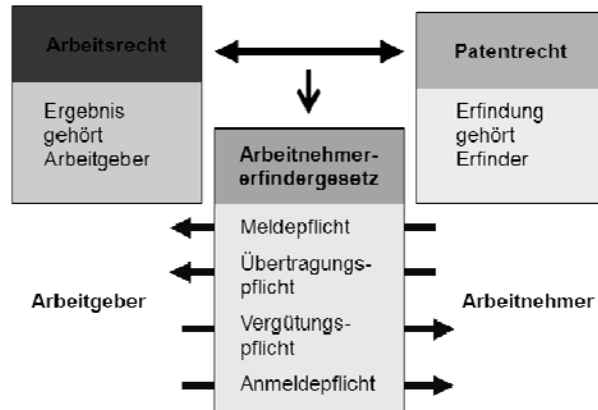 Arbeitsrecht
Patentrecht
Ergebnis
gehört
Arbeitgeber
Erfindung
gehört
Erfinder
Arbeitnehmer-
erfindergesetz
Meldepflicht
Übertragungs-
pflicht
Arbeitgeber
Arbeitnehmer
Vergütungs-
pflicht
Anmeldepflicht